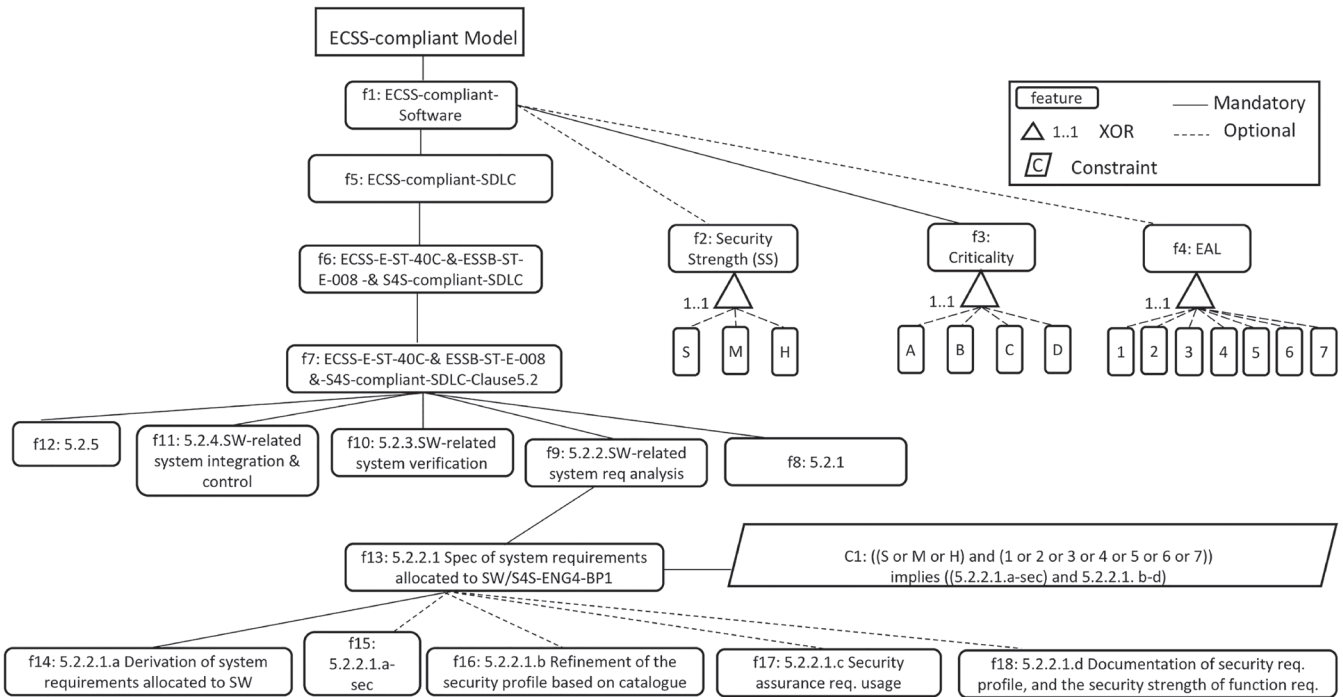 ECSS-compliant Model
f1: ECSS-compliant-
Software
feature
Mandatory
1..1 XOR
Optional
C
Constraint
f5: ECSS-compliant-SDLC
f2: Security
Strength (SS)
f3:
Criticality
f4: EAL
f6: ECSS-E-ST-40C-&-ESSB-ST-
E-008 -& S4S-compliant-SDLC
1..1
1..1
1..1
S
M
H
A
B
C
D
1
2
3
4
5
6
7
f7: ECSS-E-ST-40C-& ESSB-ST-E-008
&-S4S-compliant-SDLC-Clause5.2
f12: 5.2.5
f11: 5.2.4.SW-related
system integration &
control
f10: 5.2.3.SW-related
system verification
f9: 5.2.2.SW-related
system req analysis
f8: 5.2.1
f13: 5.2.2.1 Spec of system requirements
allocated to SW/S4S-ENG4-BP1
C1: ((S or M or H) and (1 or 2 or 3 or 4 or 5 or 6 or 7))
implies ((5.2.2.1.a-sec) and 5.2.2.1. b-d)
f14: 5.2.2.1.a Derivation of system
requirements allocated to SW
f15:
5.2.2.1.a-
sec
f16: 5.2.2.1.b Refinement of the
security profile based on catalogue
f17: 5.2.2.1.c Security
assurance req. usage
f18: 5.2.2.1.d Documentation of security req.
profile, and the security strength of function req.